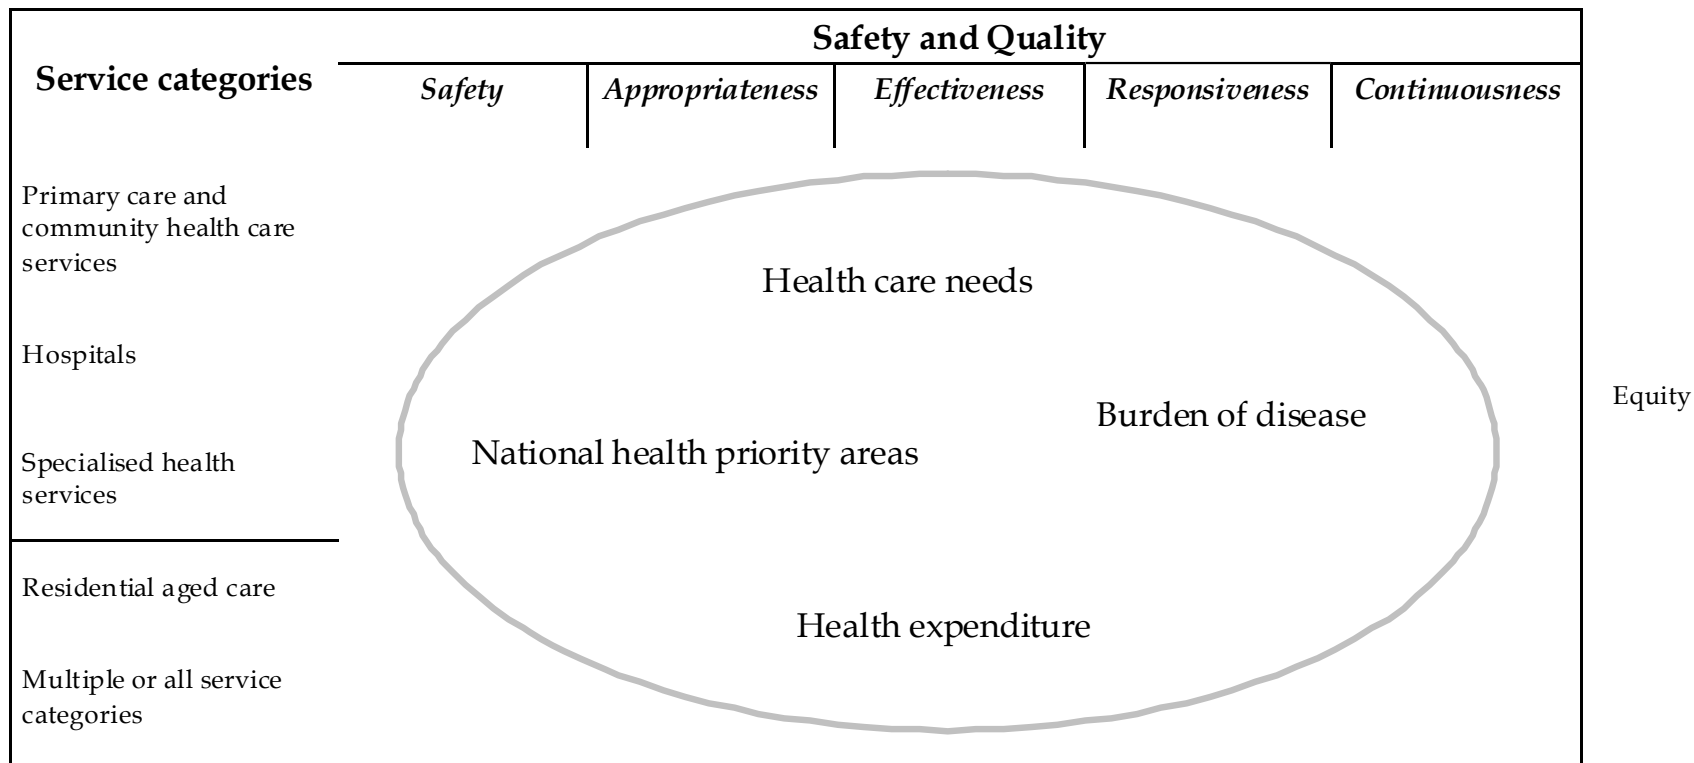 Safety and Quality
Service categories
Safety
Appropriateness
Effectiveness
Responsiveness
Continuousness
Primary care and
community health care
services
Health care needs
Hospitals
Equity
Burden of disease
National health priority areas
Specialised health
services
Residential aged care
Health expenditure
Multiple or all service
categories